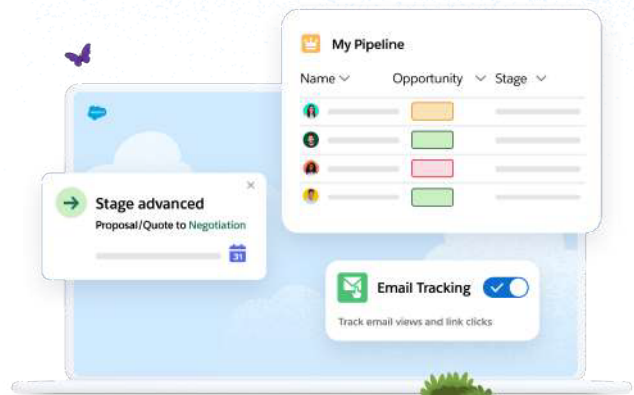 My Pipeline
Name Opportunity Stage
Stage advanced
Proposal/Quote to Negotiation
31
Email Tracking
Track email views and link clicks